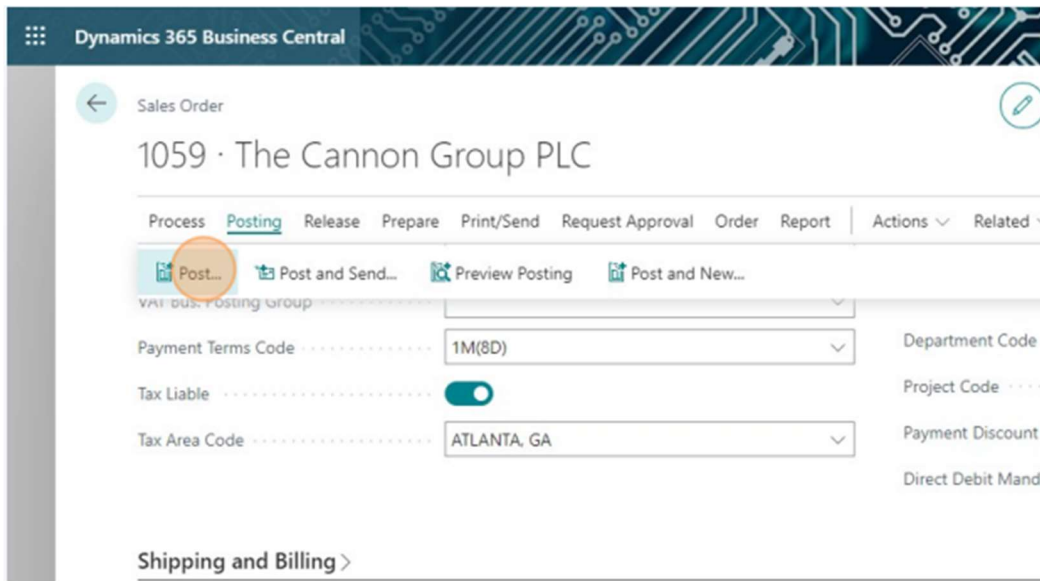 Dynamics 365 Business Central
Sales Order
1059 · The Cannon Group PLC
Process Posting Release Prepare Print/Send Request Approval Order Report Actions Related
Post... Post and Send... Preview Posting Post and New...
VAT Bus. Posting Group
Payment Terms Code 1M(8D) Department Code
Tax Liable Project Code
Tax Area Code ATLANTA, GA Payment Discount
Direct Debit Mand
Shipping and Billing